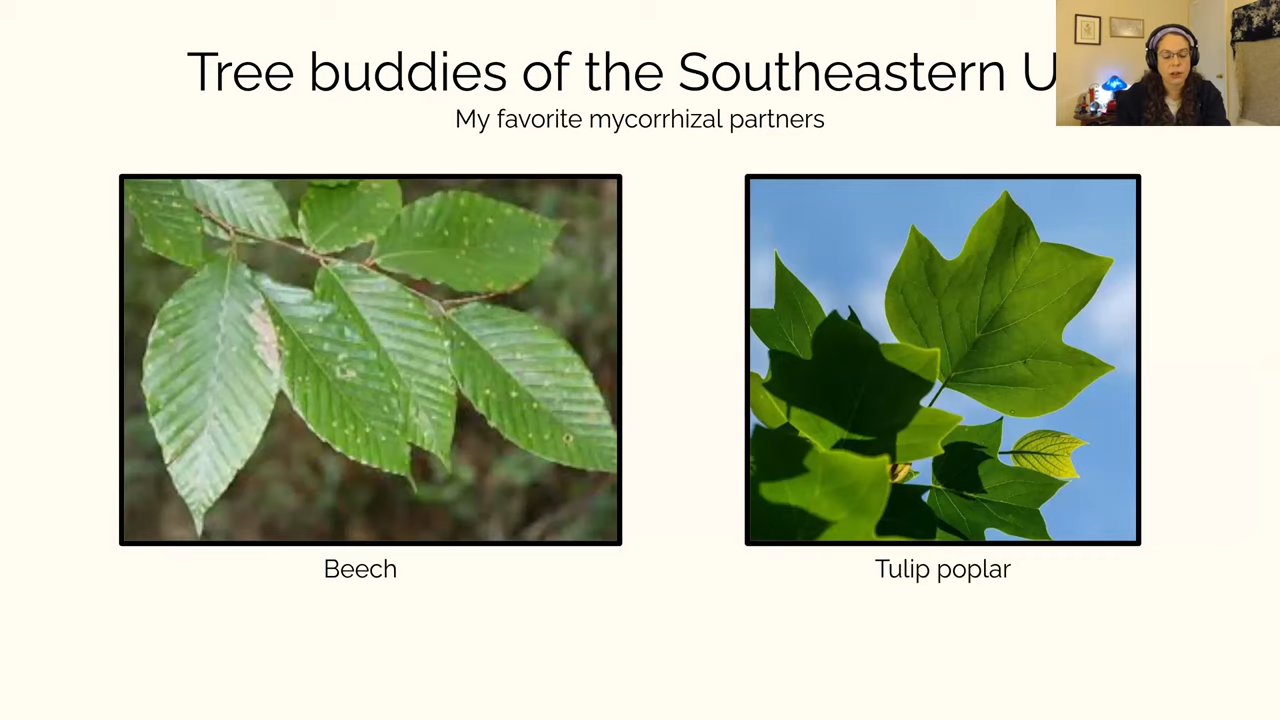 Tree buddies of the Southeastern U
My favorite mycorrhizal partners
Beech
Tulip poplar